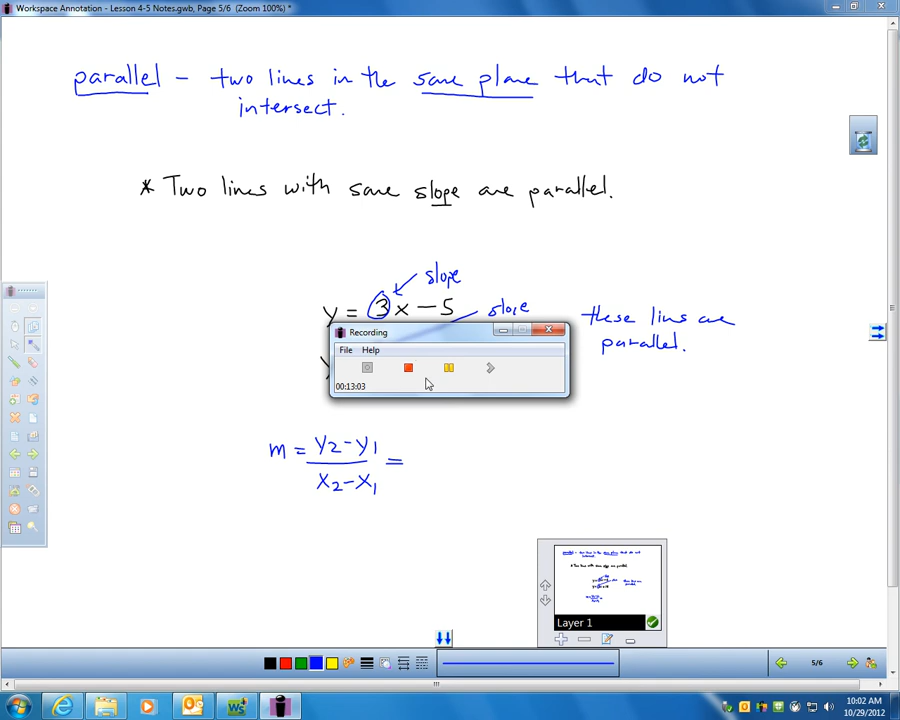 Workspace Annotation - Lesson 4-5 Notes.gwb, Page 5/6 (Zoom 100%) *
parallel - two lines in the same plane that do not
intersect.
* Two lines with same slope are parallel.
slope
y = 3x - 5
slope
these lines are
parallel.
Recording
File Help
00:13:03
m = y2-y1 =
x2-x1
Layer 1
5/6
10:02 AM
10/29/2012